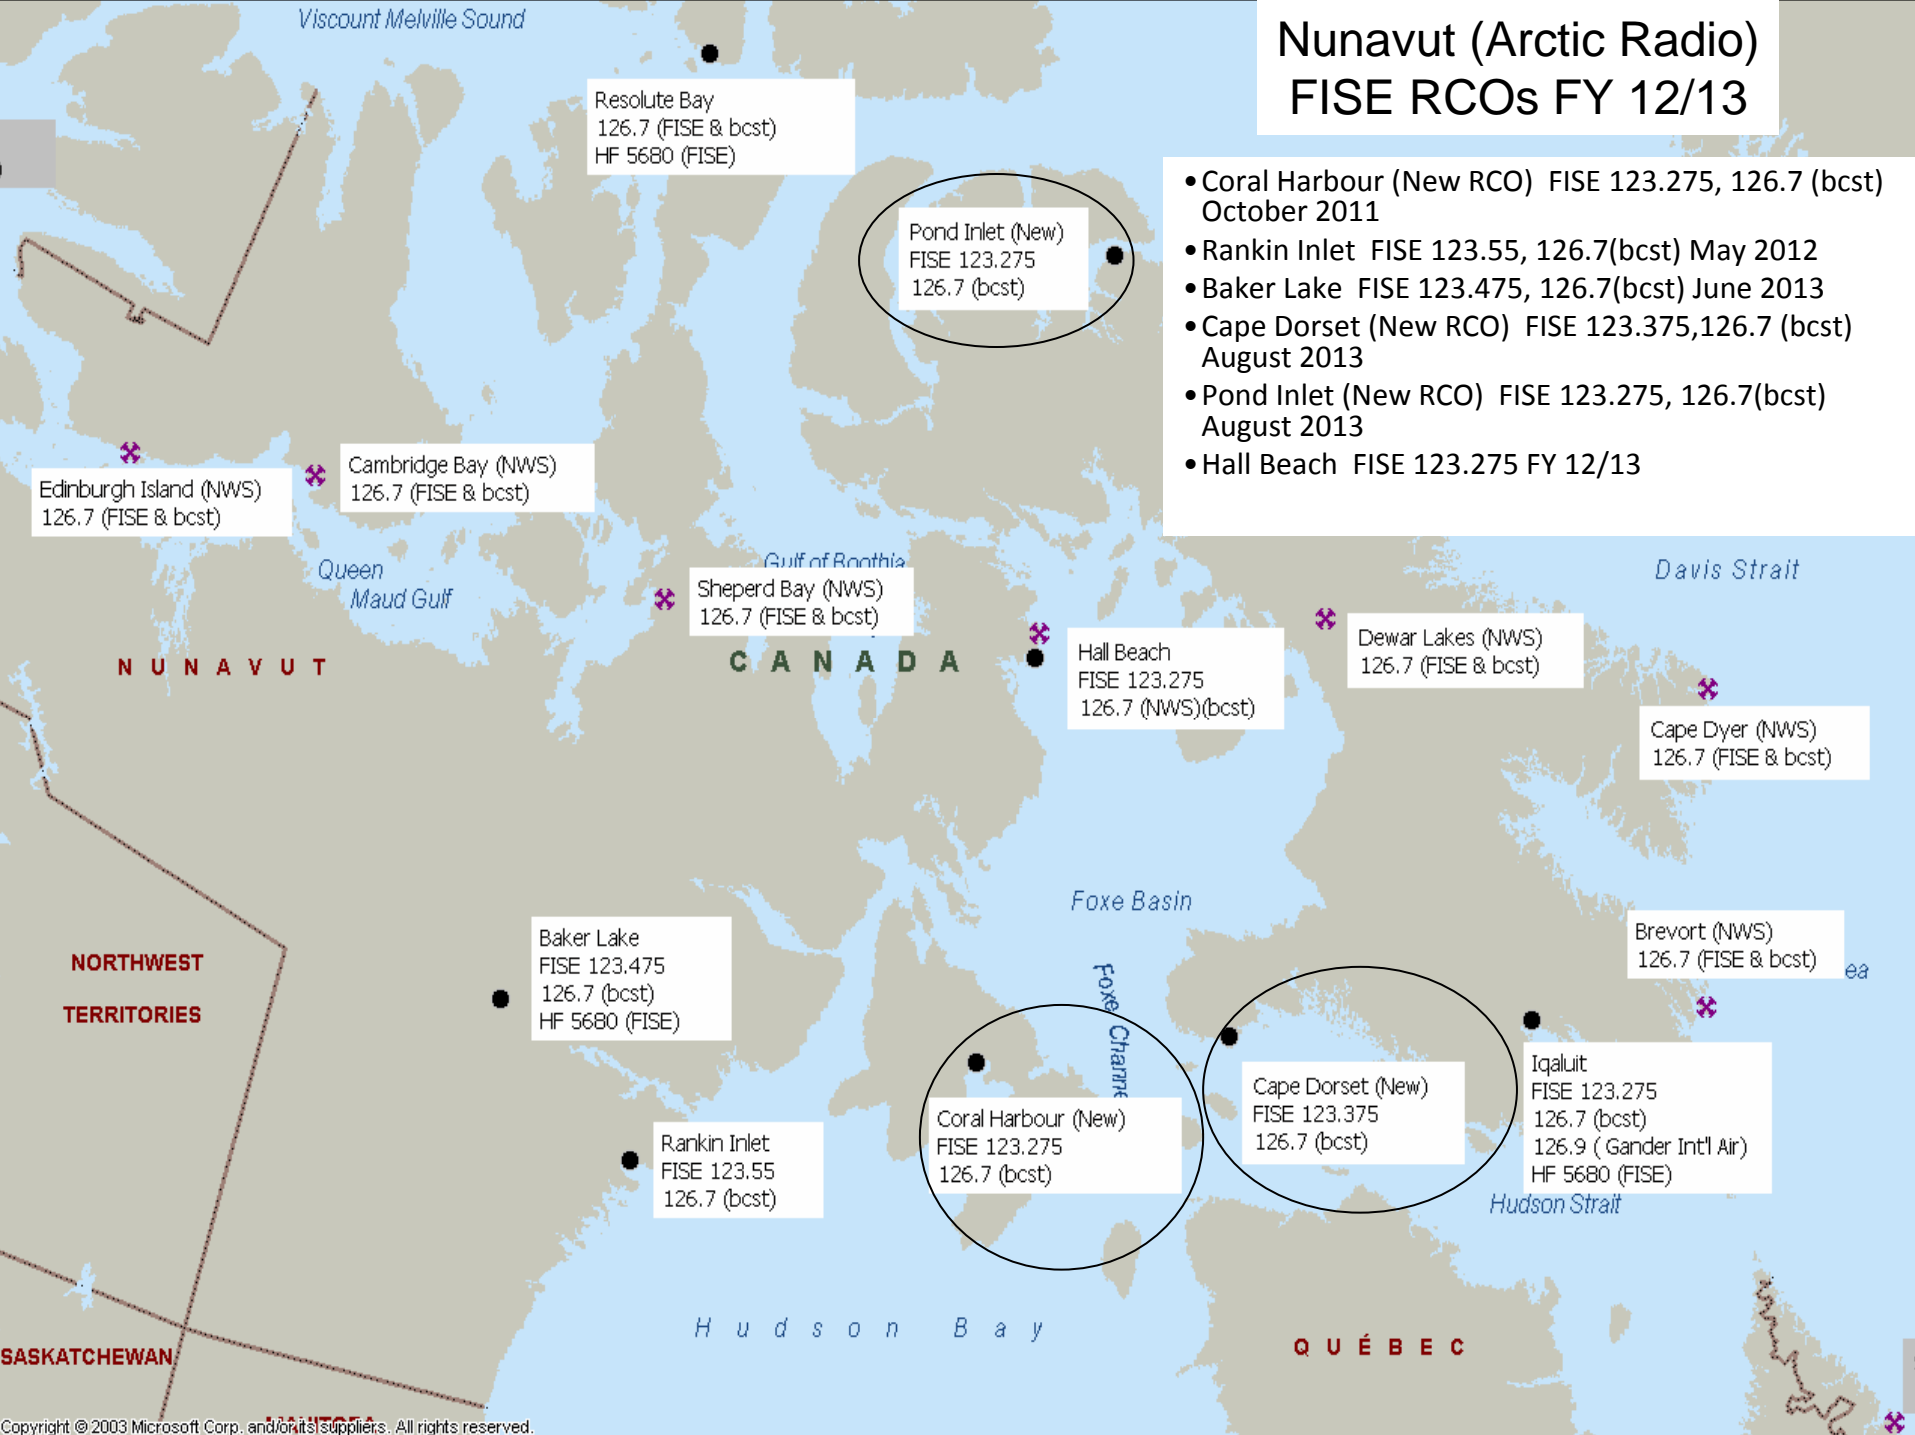 Viscount Melville Sound
Nunavut (Arctic Radio)
FISE RCOs FY 12/13
Resolute Bay
126.7 (FISE & bcst)
HF 5680 (FISE)
•Coral Harbour (New RCO)  FISE 123.275, 126.7 (bcst)
October 2011
•Rankin Inlet  FISE 123.55, 126.7(bcst) May 2012
•Baker Lake  FISE 123.475, 126.7(bcst) June 2013
•Cape Dorset (New RCO)  FISE 123.375,126.7 (bcst)
August 2013
•Pond Inlet (New RCO)  FISE 123.275, 126.7(bcst)
August 2013
•Hall Beach  FISE 123.275 FY 12/13
Pond Inlet (New)
FISE 123.275
126.7 (bcst)
Edinburgh Island (NWS)
126.7 (FISE & bcst)
Cambridge Bay (NWS)
126.7 (FISE & bcst)
Queen
Maud Gulf
Gulf of Boothia
Sheperd Bay (NWS)
126.7 (FISE & bcst)
Davis Strait
NUNAVUT
CANADA
Hall Beach
FISE 123.275
126.7 (NWS)(bcst)
Dewar Lakes (NWS)
126.7 (FISE & bcst)
Cape Dyer (NWS)
126.7 (FISE & bcst)
Foxe Basin
Brevort (NWS)
126.7 (FISE & bcst)
ea
NORTHWEST
TERRITORIES
Baker Lake
FISE 123.475
126.7 (bcst)
HF 5680 (FISE)
Foxe Channe
Rankin Inlet
FISE 123.55
126.7 (bcst)
Coral Harbour (New)
FISE 123.275
126.7 (bcst)
Cape Dorset (New)
FISE 123.375
126.7 (bcst)
Iqaluit
FISE 123.275
126.7 (bcst)
126.9 ( Gander Int'l Air)
HF 5680 (FISE)
Hudson Strait
Hudson Bay
QUÉBEC
SASKATCHEWAN
MANITOBA
Copyright © 2003 Microsoft Corp. and/or its suppliers. All rights reserved.